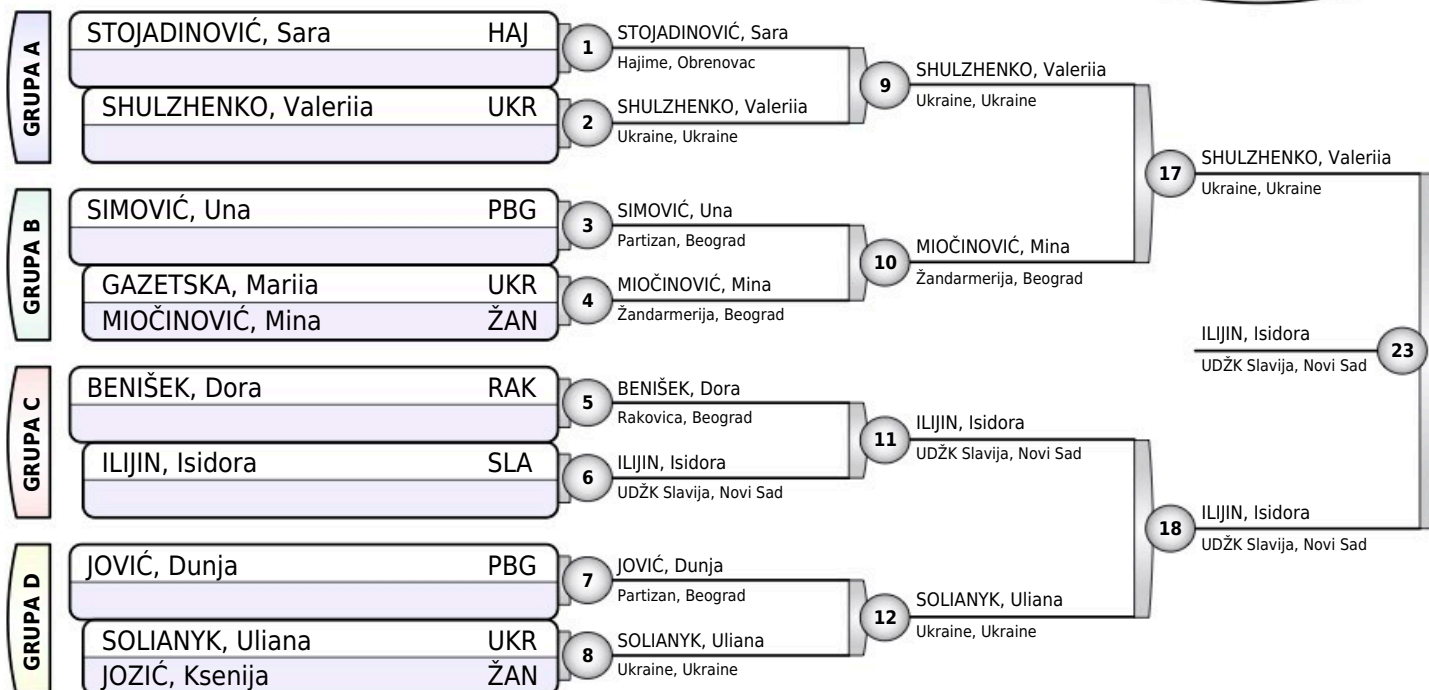 GRUPA A
STOJADINOVIĆ, Sara HAJ
SHULZHENKO, Valeriia UKR
GRUPA B
SIMOVIĆ, Una PBG
GAZETSKA, Mariia UKR
MIOČINOVIĆ, Mina ŽAN
GRUPA C
BENIŠEK, Dora RAK
ILIJIN, Isidora SLA
GRUPA D
JOVIĆ, Dunja PBG
SOLIANYK, Uliana UKR
JOZIĆ, Ksenija ŽAN
1
STOJADINOVIĆ, Sara
Hajime, Obrenovac
2
SHULZHENKO, Valeriia
Ukraine, Ukraine
3
SIMOVIĆ, Una
Partizan, Beograd
4
MIOČINOVIĆ, Mina
Žandarmerija, Beograd
5
BENIŠEK, Dora
Rakovica, Beograd
6
ILIJIN, Isidora
UDŽK Slavija, Novi Sad
7
JOVIĆ, Dunja
Partizan, Beograd
8
SOLIANYK, Uliana
Ukraine, Ukraine
9
SHULZHENKO, Valeriia
Ukraine, Ukraine
10
MIOČINOVIĆ, Mina
Žandarmerija, Beograd
11
ILIJIN, Isidora
UDŽK Slavija, Novi Sad
12
SOLIANYK, Uliana
Ukraine, Ukraine
17
SHULZHENKO, Valeriia
Ukraine, Ukraine
18
ILIJIN, Isidora
UDŽK Slavija, Novi Sad
ILIJIN, Isidora
UDŽK Slavija, Novi Sad
23